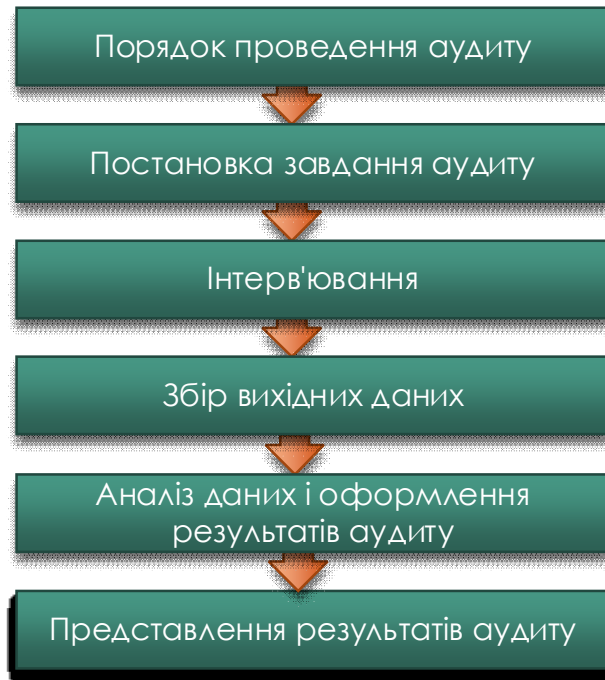 Порядок проведення аудиту
Постановка завдання аудиту
Інтерв'ювання
Збір вихідних даних
Аналіз даних і оформлення
результатів аудиту
Представлення результатів аудиту